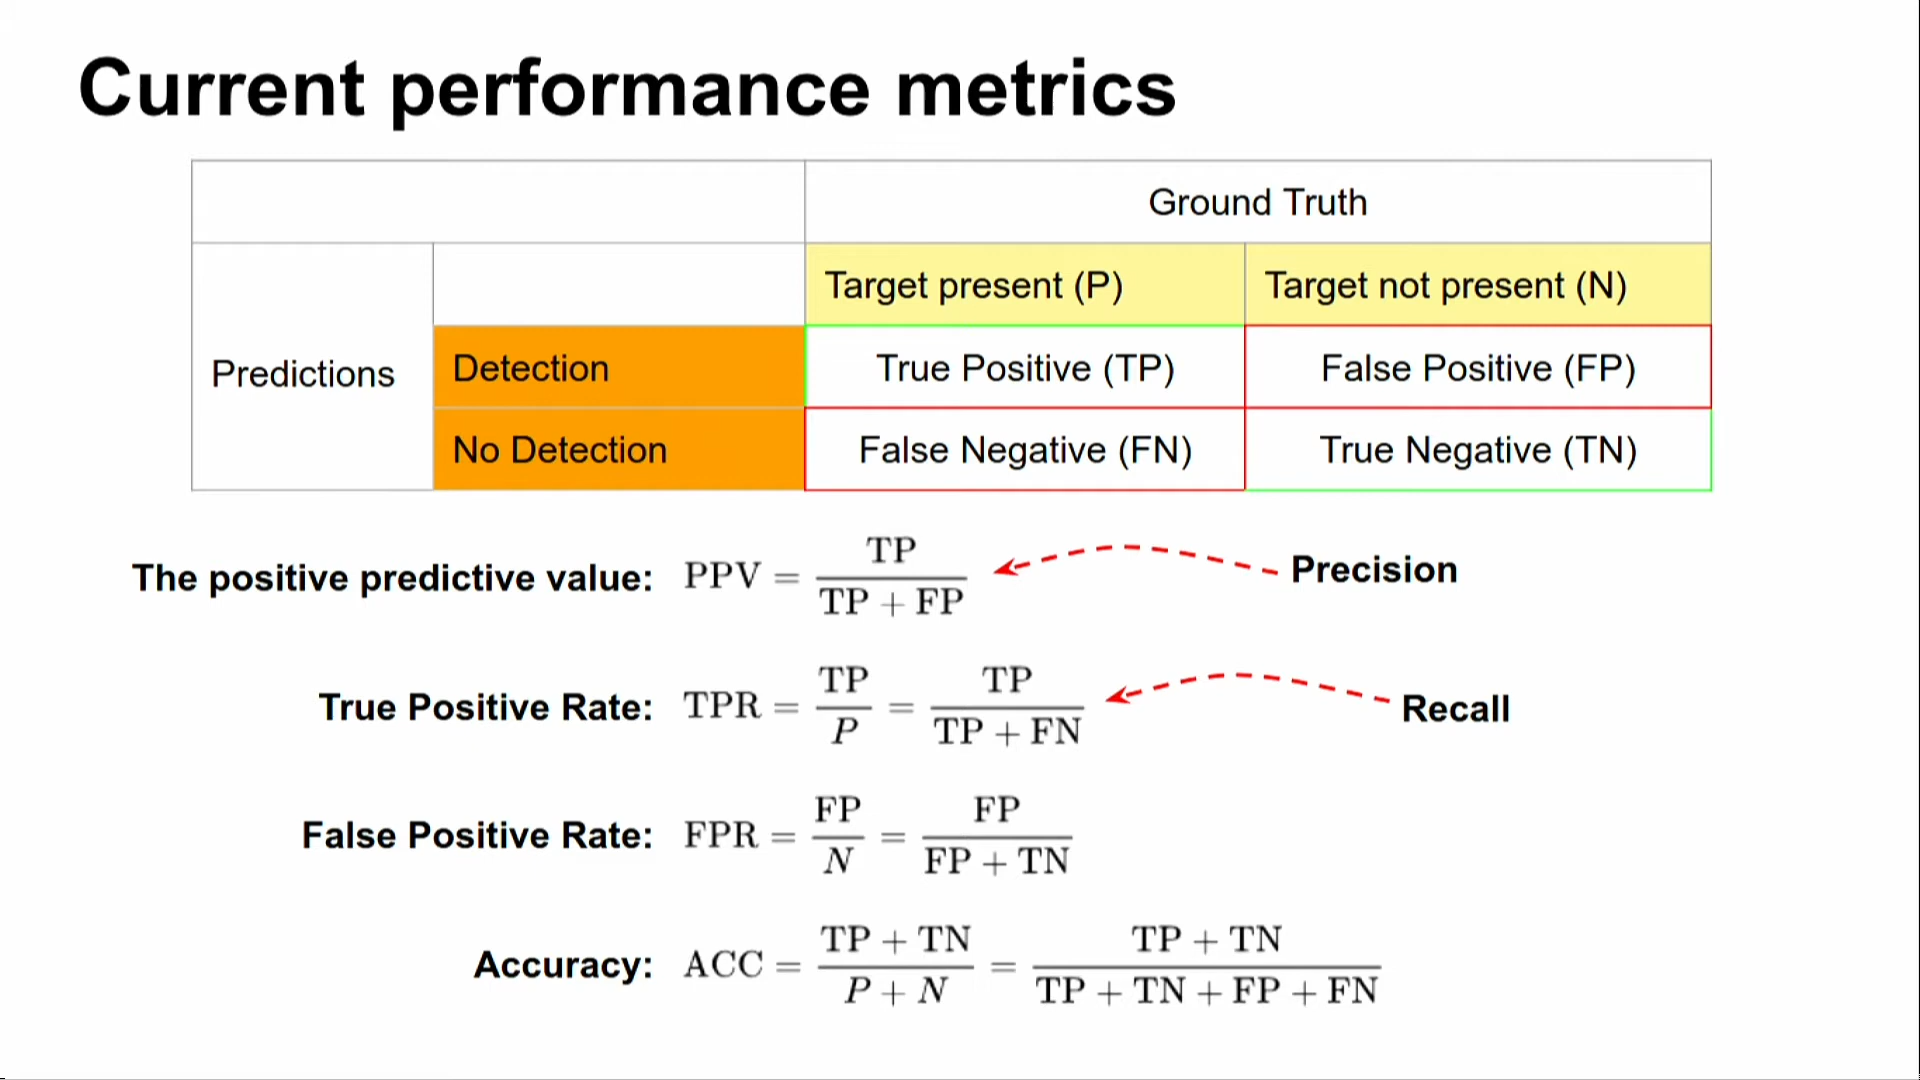 Current performance metrics
Ground Truth
Target present (P) Target not present (N)
Predictions
Detection True Positive (TP) False Positive (FP)
No Detection False Negative (FN) True Negative (TN)
The positive predictive value: PPV = TP / (TP + FP) Precision
True Positive Rate: TPR = TP / P = TP / (TP + FN) Recall
False Positive Rate: FPR = FP / N = FP / (FP + TN)
Accuracy: ACC = (TP + TN) / (P + N) = (TP + TN) / (TP + TN + FP + FN)